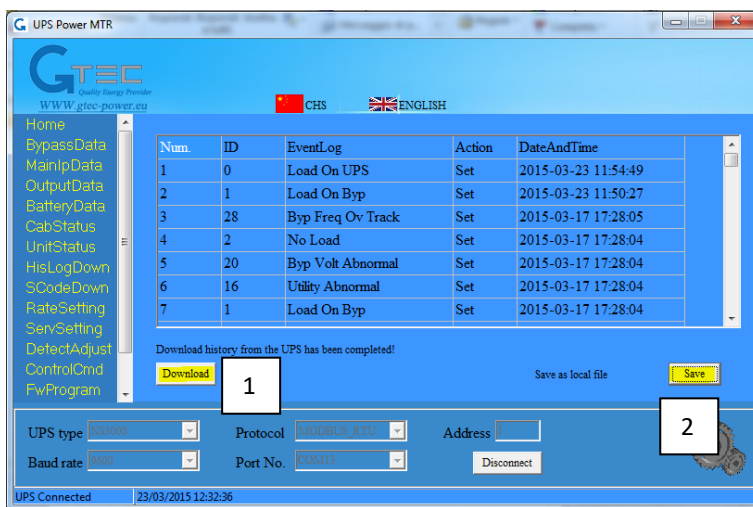 UPS Power MTR
GTEC
Quality Energy Provider
WWW.gtec-power.eu
CHS ENGLISH
Home
BypassData
MainIpData
OutputData
BatteryData
CabStatus
UnitStatus
HisLogDown
SCodeDown
RateSetting
ServSetting
DetectAdjust
ControlCmd
FwProgram
Num. ID EventLog Action DateAndTime
1 0 Load On UPS Set 2015-03-23 11:54:49
2 1 Load On Byp Set 2015-03-23 11:50:27
3 28 Byp Freq Ov Track Set 2015-03-17 17:28:05
4 2 No Load Set 2015-03-17 17:28:04
5 20 Byp Volt Abnormal Set 2015-03-17 17:28:04
6 16 Utility Abnormal Set 2015-03-17 17:28:04
7 1 Load On Byp Set 2015-03-17 17:28:04
Download history from the UPS has been completed!
Download 1 Save as local file Save
2
UPS type Protocol MODBUS_RTU Address
Baud rate 9600 Port No. COM13 Disconnect
UPS Connected 23/03/2015 12:32:36